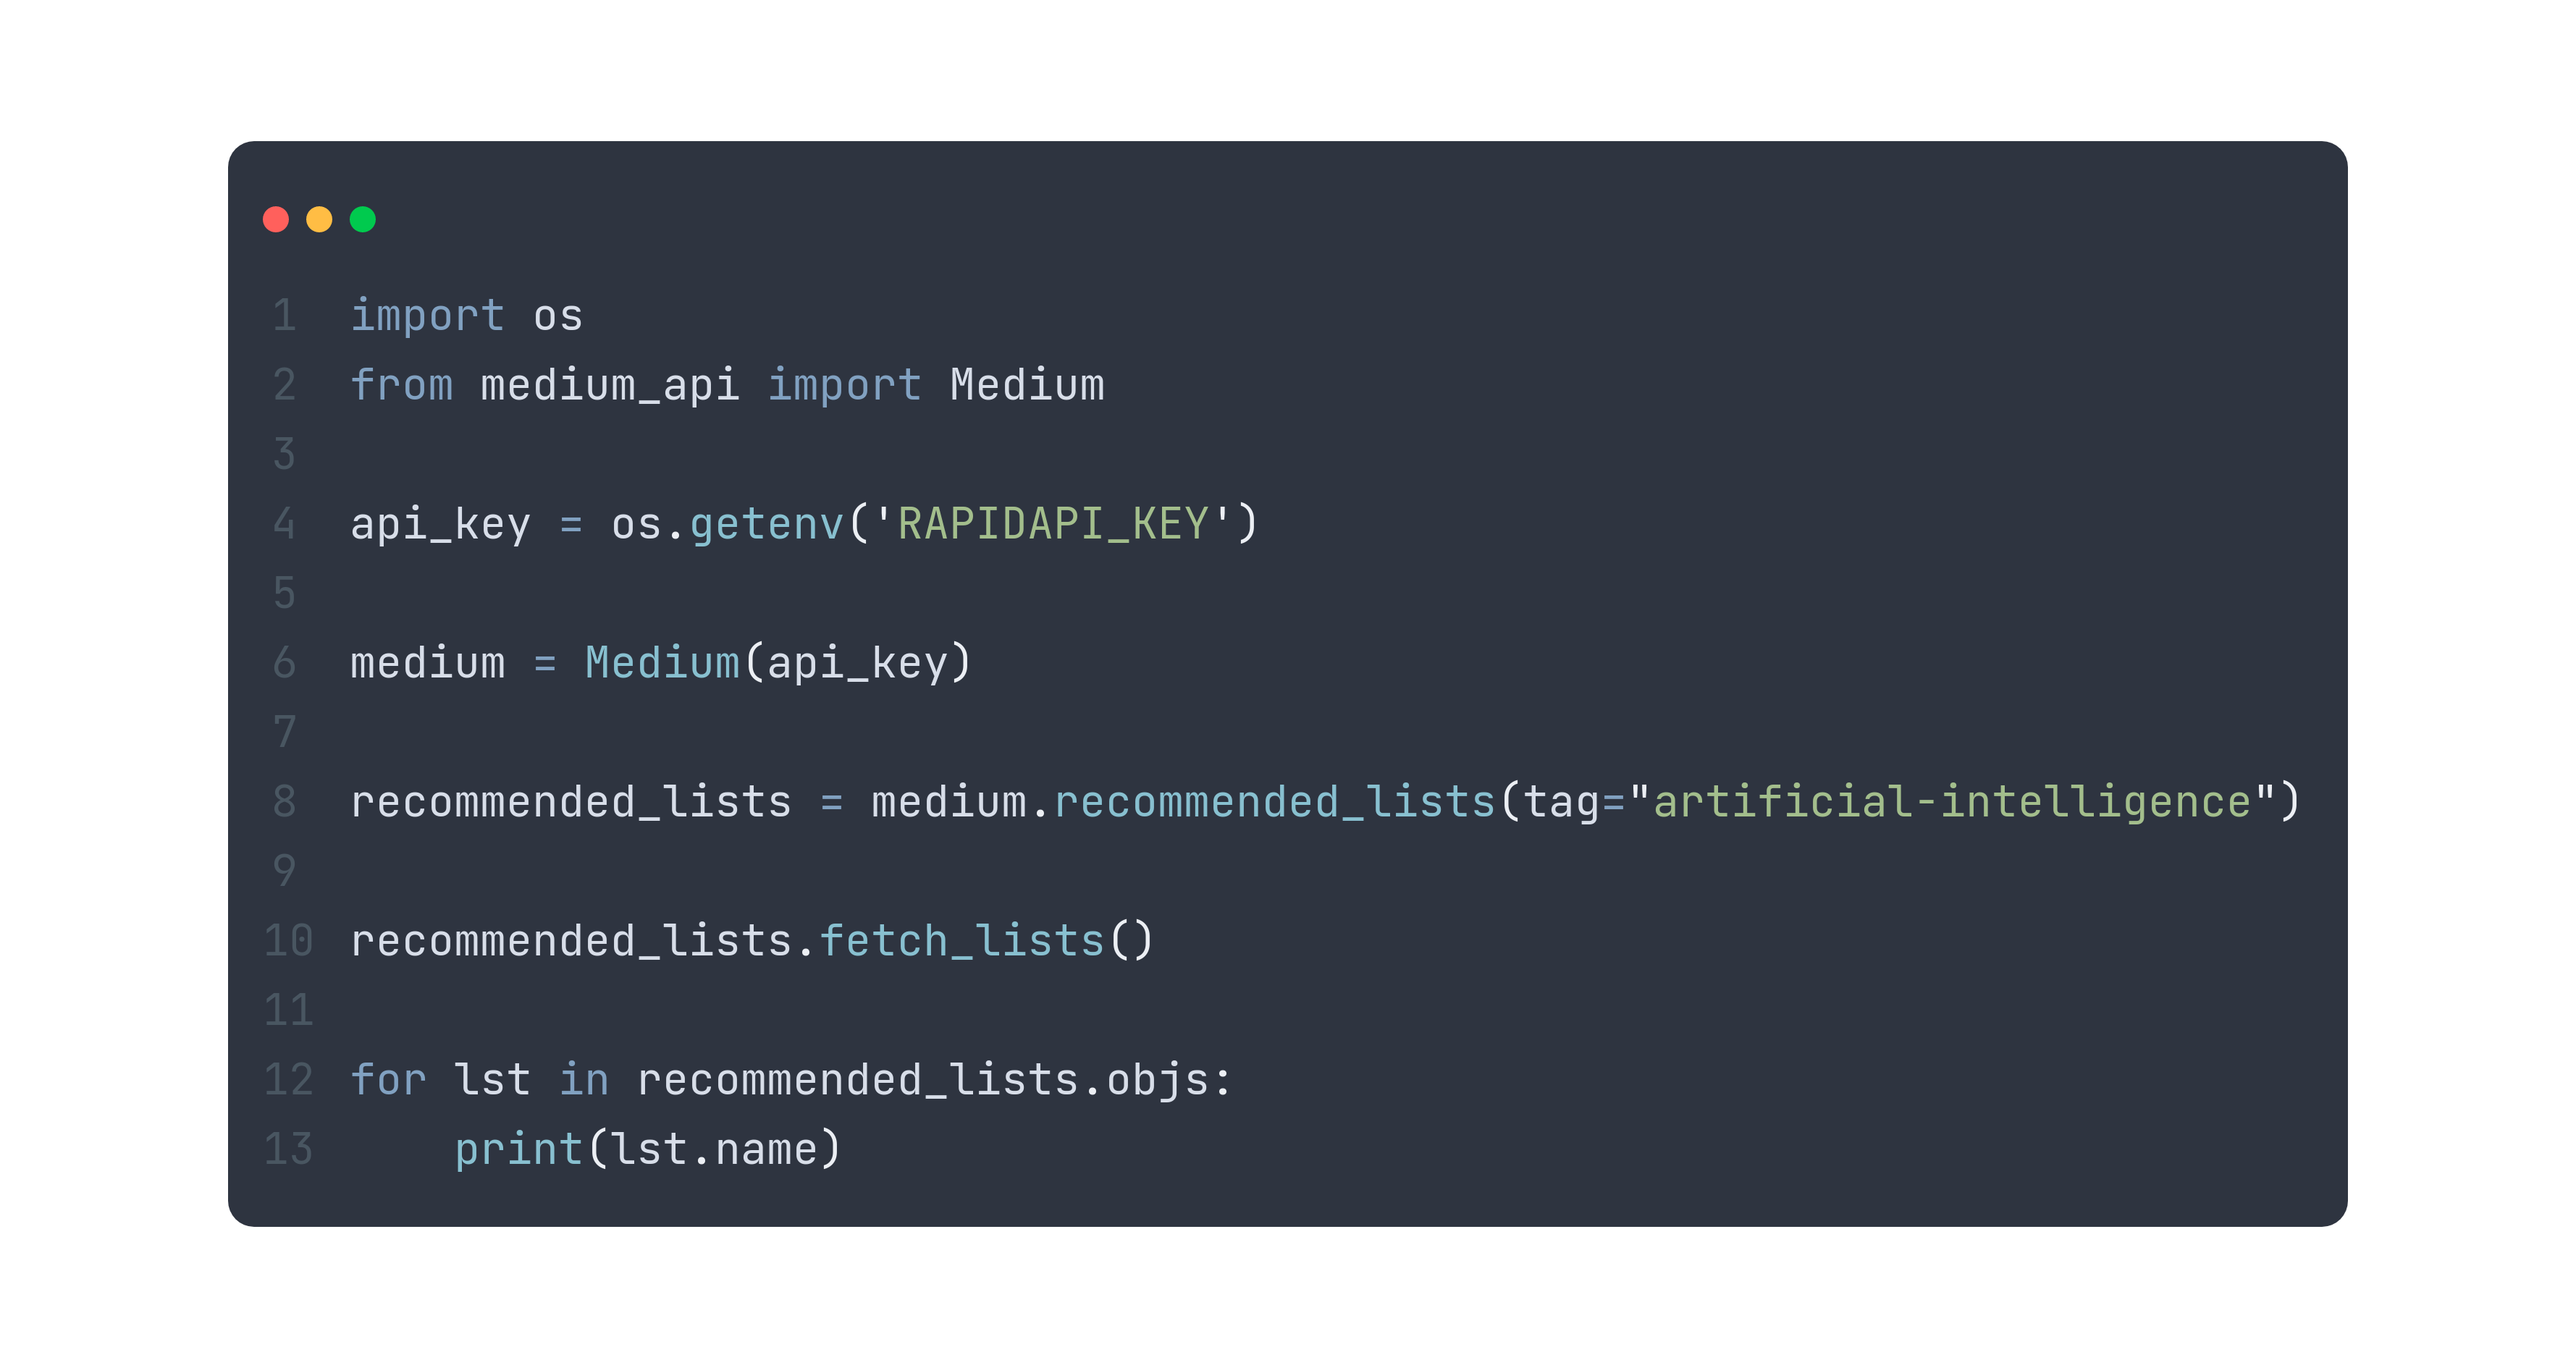 1 import os
2 from medium_api import Medium
3
4 api_key = os.getenv('RAPIDAPI_KEY')
5
6 medium = Medium(api_key)
7
8 recommended_lists = medium.recommended_lists(tag="artificial-intelligence")
9
10 recommended_lists.fetch_lists()
11
12 for lst in recommended_lists.objs:
13     print(lst.name)